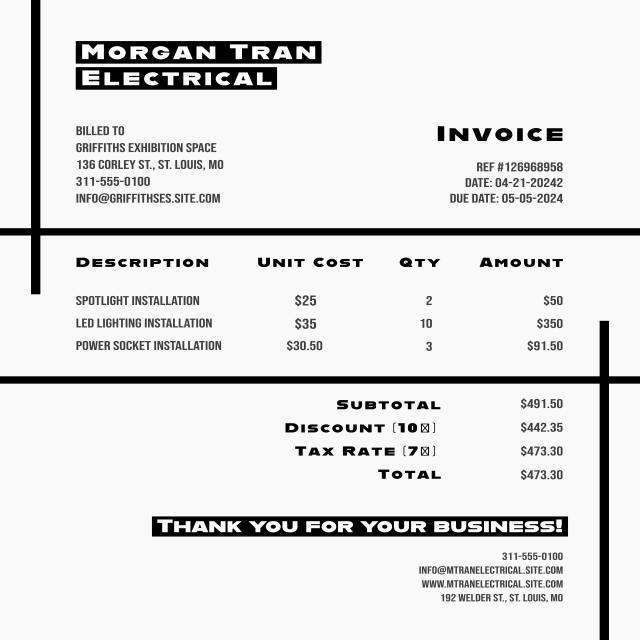 Morgan Tran
Electrical
BILLED TO
GRIFFITHS EXHIBITION SPACE
136 CORLEY ST., ST. LOUIS, MO
311-555-0100
INFO@GRIFFITHSES.SITE.COM
Invoice
REF #126968958
DATE: 04-21-20242
DUE DATE: 05-05-2024
Description Unit Cost Qty Amount
SPOTLIGHT INSTALLATION $25 2 $50
LED LIGHTING INSTALLATION $35 10 $350
POWER SOCKET INSTALLATION $30.50 3 $91.50
Subtotal $491.50
Discount (10☒) $442.35
Tax Rate (7☒) $473.30
Total $473.30
Thank you for your business!
311-555-0100
INFO@MTRANELECTRICAL.SITE.COM
WWW.MTRANELECTRICAL.SITE.COM
192 WELDER ST., ST. LOUIS, MO